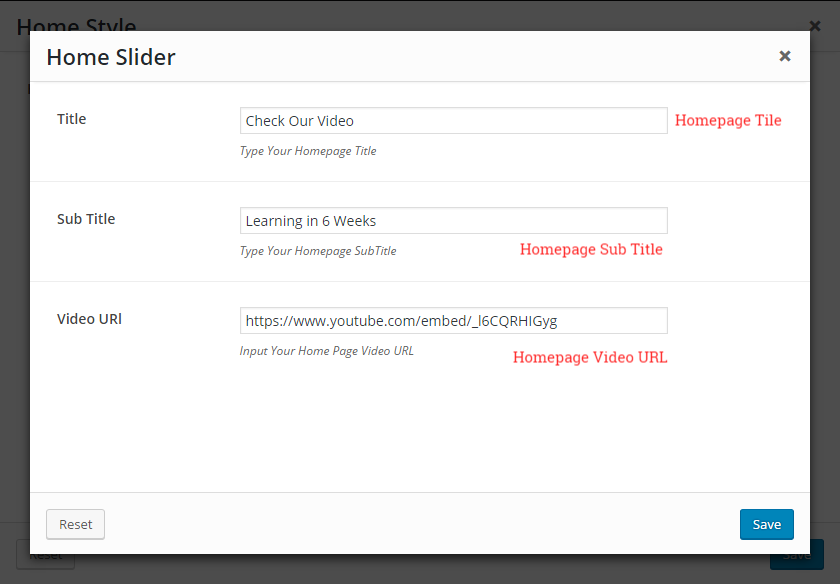 Home Style
Home Slider
Title
Check Our Video
Homepage Tile
Type Your Homepage Title
Sub Title
Learning in 6 Weeks
Type Your Homepage SubTitle
Homepage Sub Title
Video URl
https://www.youtube.com/embed/_l6CQRHIGyg
Input Your Home Page Video URL
Homepage Video URL
Reset
Save
Reset
Save